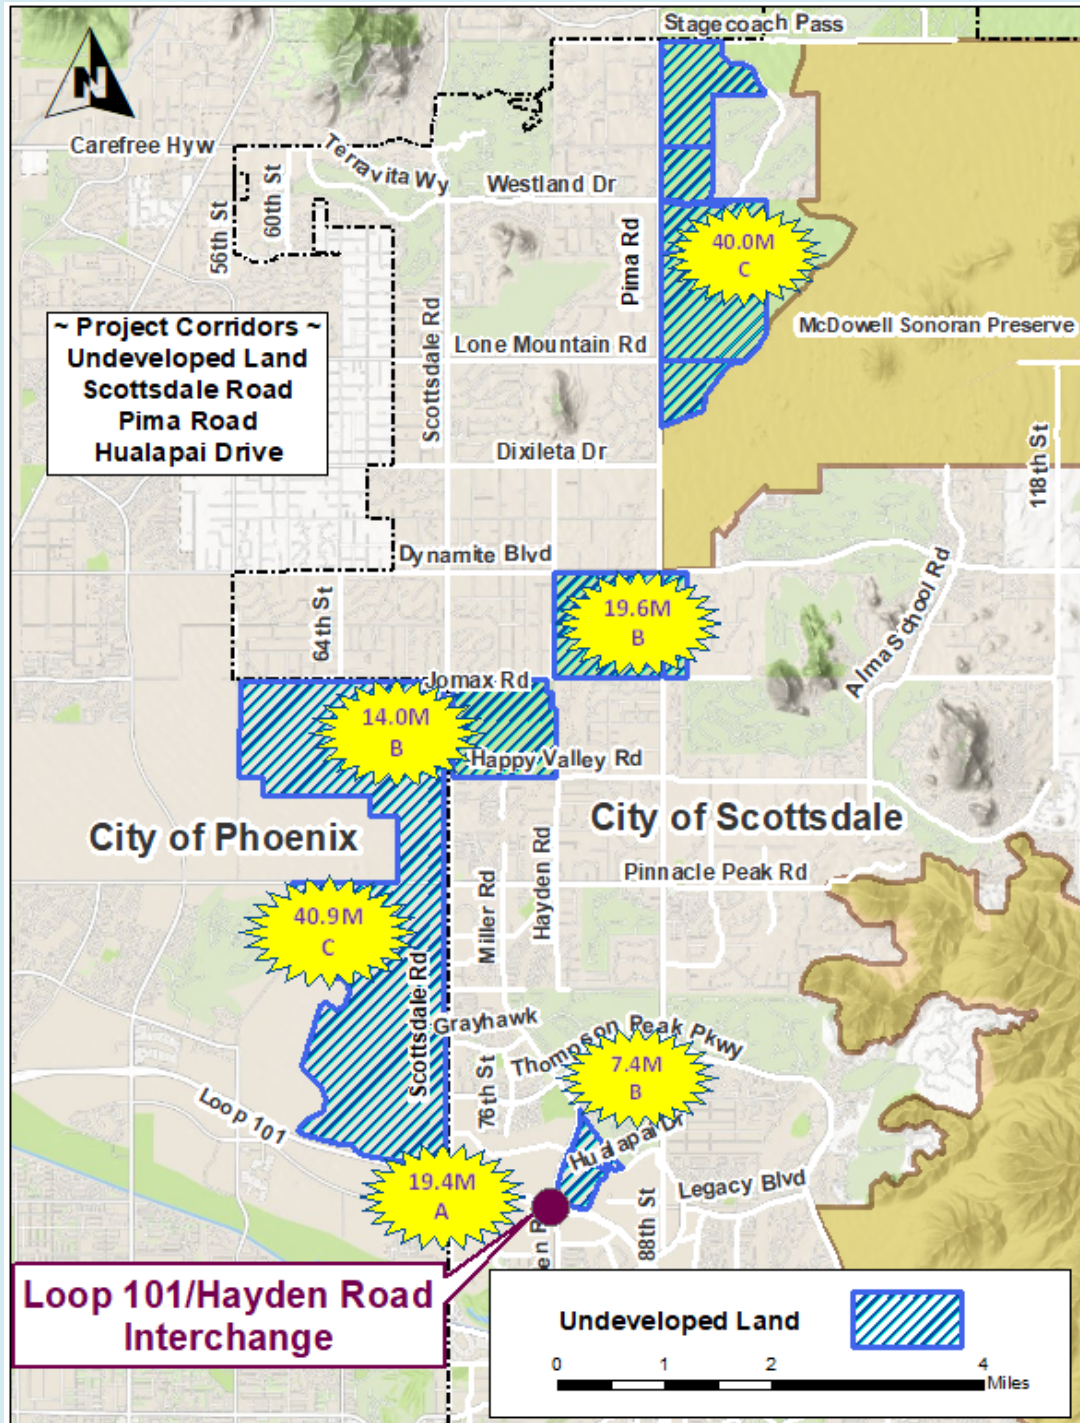 Stagecoach Pass
N
Carefree Hyw
Terravita Wy
Westland Dr
60th St
56th St
Pima Rd
40.0M
C
~ Project Corridors ~
Undeveloped Land
Scottsdale Road
Pima Road
Hualapai Drive
Scottsdale Rd
Lone Mountain Rd
McDowell Sonoran Preserve
Dixileta Dr
118th St
Dynamite Blvd
64th St
19.6M
B
Alma School Rd
Jomax Rd
14.0M
B
Happy Valley Rd
City of Phoenix
City of Scottsdale
Pinnacle Peak Rd
Miller Rd
Hayden Rd
40.9M
C
Scottsdale Rd
Grayhawk
Thompson Peak Pkwy
76th St
7.4M
B
Loop 101
Hualapai Dr
Legacy Blvd
88th St
19.4M
A
en R
Loop 101/Hayden Road
Interchange
Undeveloped Land
0 1 2 4
Miles